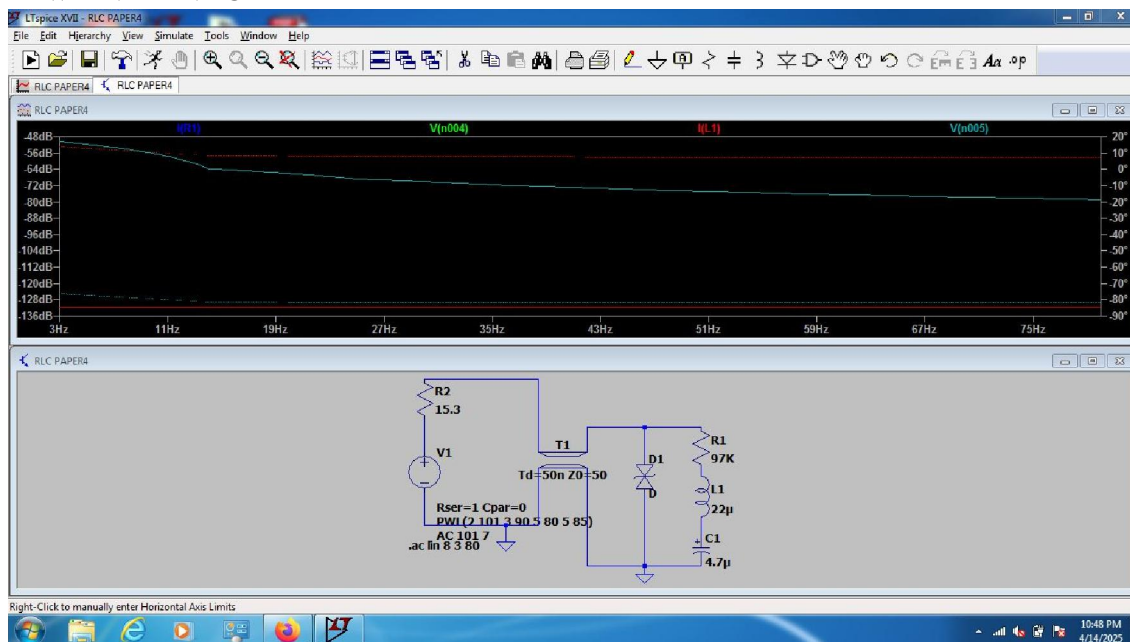 LTspice XVII - RLC PAPER4
File Edit Hierarchy View Simulate Tools Window Help
Aa .op
RLC PAPER4 RLC PAPER4
RLC PAPER4
I(R1) V(n004) I(L1) V(n005)
-48dB 20°
-56dB 10°
-64dB 0°
-72dB -10°
-80dB -20°
-88dB -30°
-96dB -40°
-104dB -50°
-112dB -60°
-120dB -70°
-128dB -80°
-136dB -90°
3Hz 11Hz 19Hz 27Hz 35Hz 43Hz 51Hz 59Hz 67Hz 75Hz
RLC PAPER4
R2
15.3
T1
R1
V1
D1
97K
Td=50n Z0=50
D
L1
Rser=1 Cpar=0
22µ
PWL(2 101 3 90 5 80 5 85)
AC 101 7
C1
.ac lin 8 3 80
4.7µ
Right-Click to manually enter Horizontal Axis Limits
10:48 PM
4/14/2025